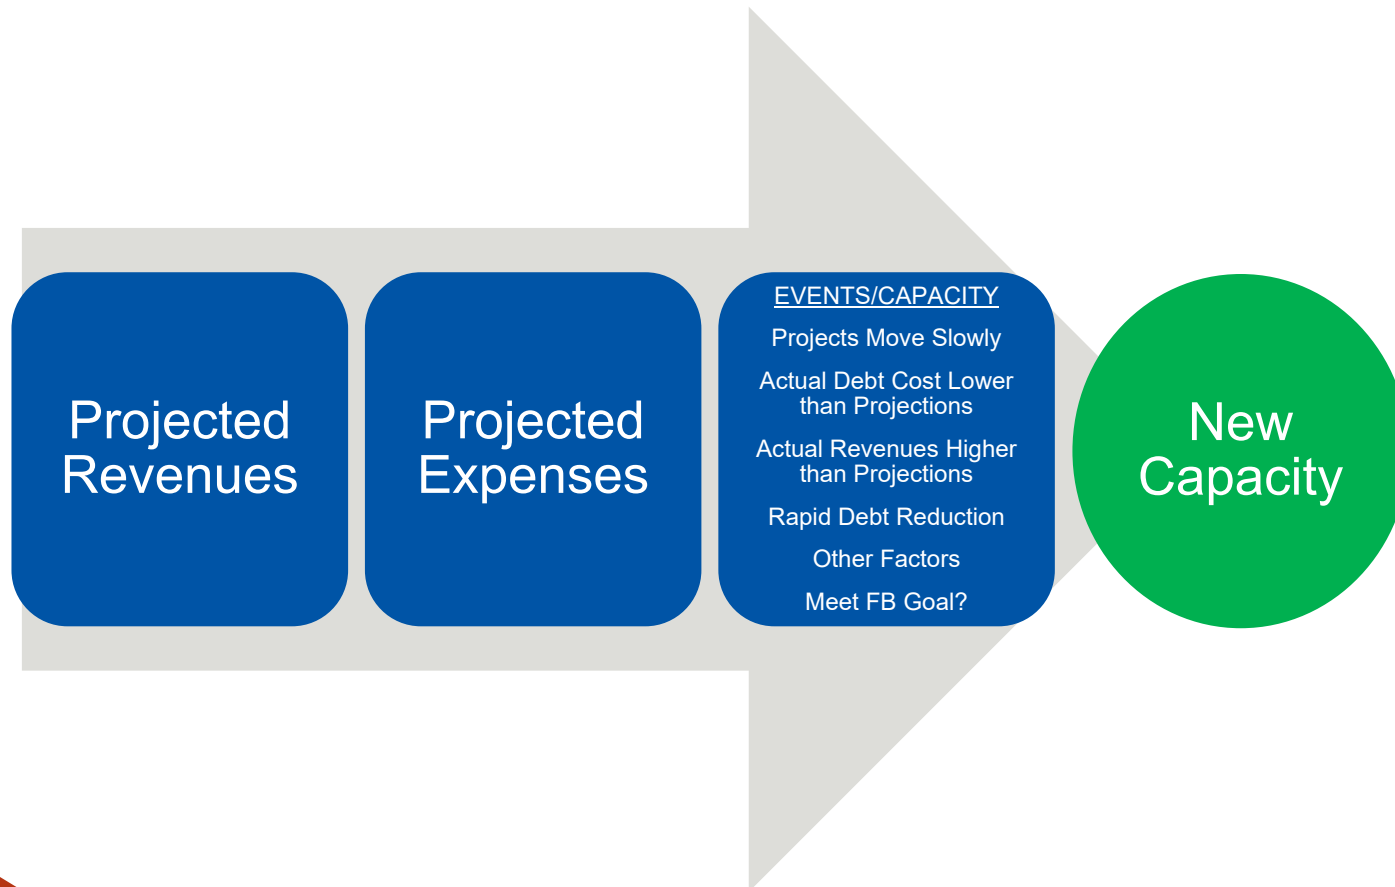 Projected
Revenues
Projected
Expenses
EVENTS/CAPACITY
Projects Move Slowly
Actual Debt Cost Lower
than Projections
Actual Revenues Higher
than Projections
Rapid Debt Reduction
Other Factors
Meet FB Goal?
New
Capacity